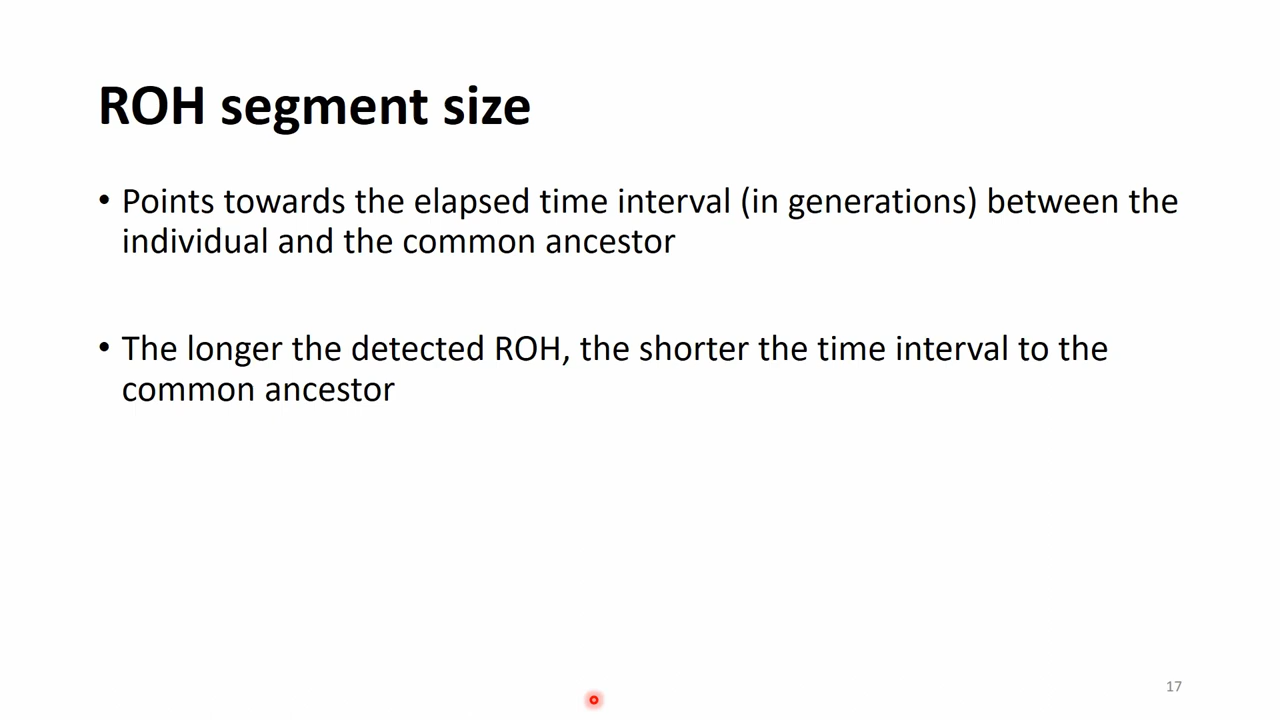 ROH segment size
• Points towards the elapsed time interval (in generations) between the
individual and the common ancestor
• The longer the detected ROH, the shorter the time interval to the
common ancestor
17